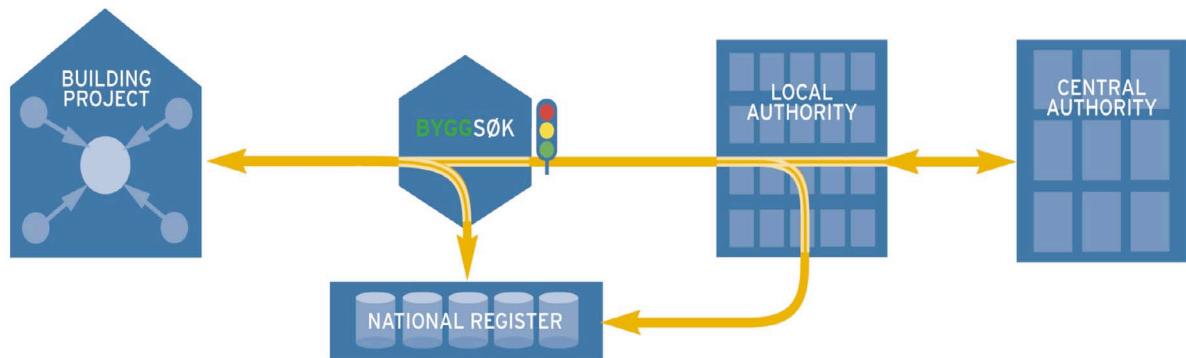 BUILDING
PROJECT
BYGGSØK
LOCAL
AUTHORITY
CENTRAL
AUTHORITY
NATIONAL REGISTER